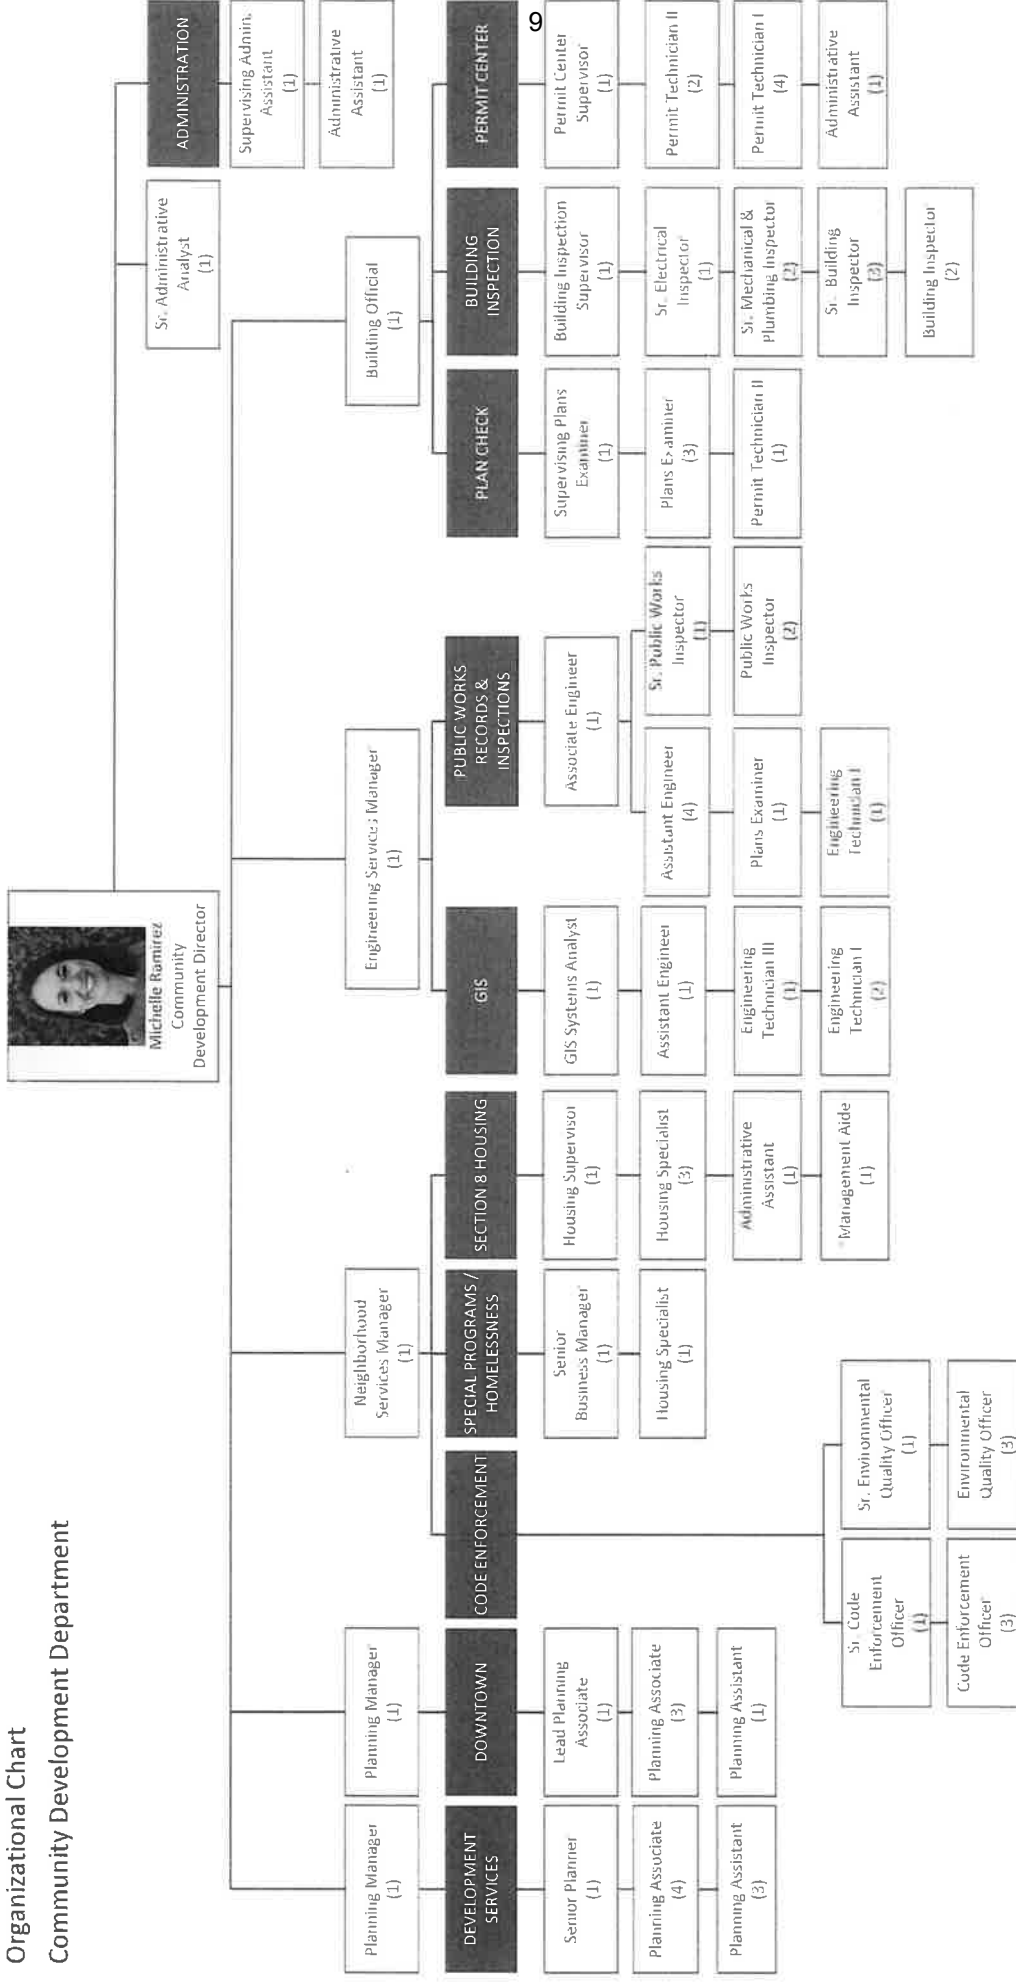 9
Organizational Chart
Community Development Department
Michelle Ramirez
Community
Development Director
Sr. Administrative
Analyst
(1)
ADMINISTRATION
Supervising Admin.
Assistant
(1)
Administrative
Assistant
(1)
Planning Manager
(1)
DEVELOPMENT
SERVICES
Senior Planner
(1)
Planning Associate
(4)
Planning Assistant
(3)
Planning Manager
(1)
DOWNTOWN
Lead Planning
Associate
(1)
Planning Associate
(3)
Planning Assistant
(1)
Neighborhood
Services Manager
(1)
CODE ENFORCEMENT
Sr. Code
Enforcement
Officer
(1)
Code Enforcement
Officer
(3)
Sr. Environmental
Quality Officer
(1)
Environmental
Quality Officer
(3)
SPECIAL PROGRAMS /
HOMELESSNESS
Senior
Business Manager
(1)
Housing Specialist
(1)
SECTION 8 HOUSING
Housing Supervisor
(1)
Housing Specialist
(3)
Administrative
Assistant
(1)
*Management Aide
(1)
Engineering Services Manager
(1)
GIS
GIS Systems Analyst
(1)
Assistant Engineer
(1)
Engineering
Technician III
(1)
Engineering
Technician I
(2)
PUBLIC WORKS
RECORDS &
INSPECTIONS
Associate Engineer
(1)
Assistant Engineer
(4)
Plans Examiner
(1)
Engineering
Technician I
(1)
Sr. Public Works
Inspector
(1)
Public Works
Inspector
(2)
Building Official
(1)
PLAN CHECK
Supervising Plans
Examiner
(1)
Plans Examiner
(3)
Permit Technician II
(1)
BUILDING
INSPECTION
Building Inspection
Supervisor
(1)
Sr. Electrical
Inspector
(1)
Sr. Mechanical &
Plumbing Inspector
(2)
Sr. Building
Inspector
(3)
Building Inspector
(2)
PERMIT CENTER
Permit Center
Supervisor
(1)
Permit Technician II
(2)
Permit Technician I
(4)
Administrative
Assistant
(1)